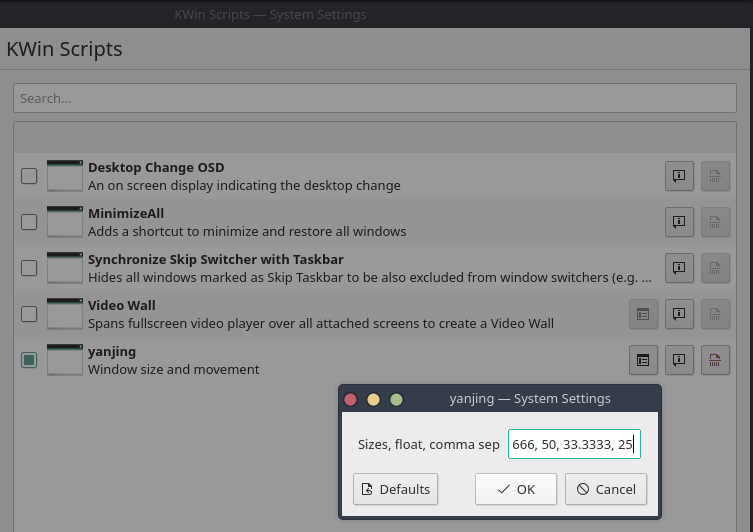 KWin Scripts — System Settings
KWin Scripts
Search...
Desktop Change OSD
An on screen display indicating the desktop change
MinimizeAll
Adds a shortcut to minimize and restore all windows
Synchronize Skip Switcher with Taskbar
Hides all windows marked as Skip Taskbar to be also excluded from window switchers (e.g. ...
Video Wall
Spans fullscreen video player over all attached screens to create a Video Wall
yanjing
Window size and movement
yanjing — System Settings
Sizes, float, comma sep 666, 50, 33.3333, 25
Defaults OK Cancel